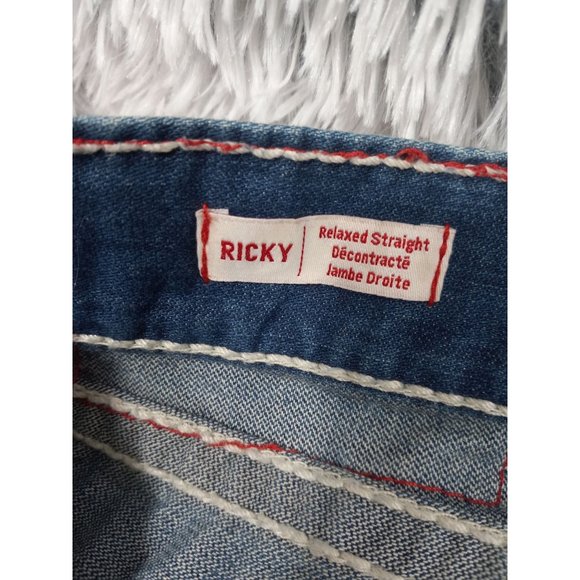 RICKY
Relaxed Straight
Décontracté
Jambe Droite